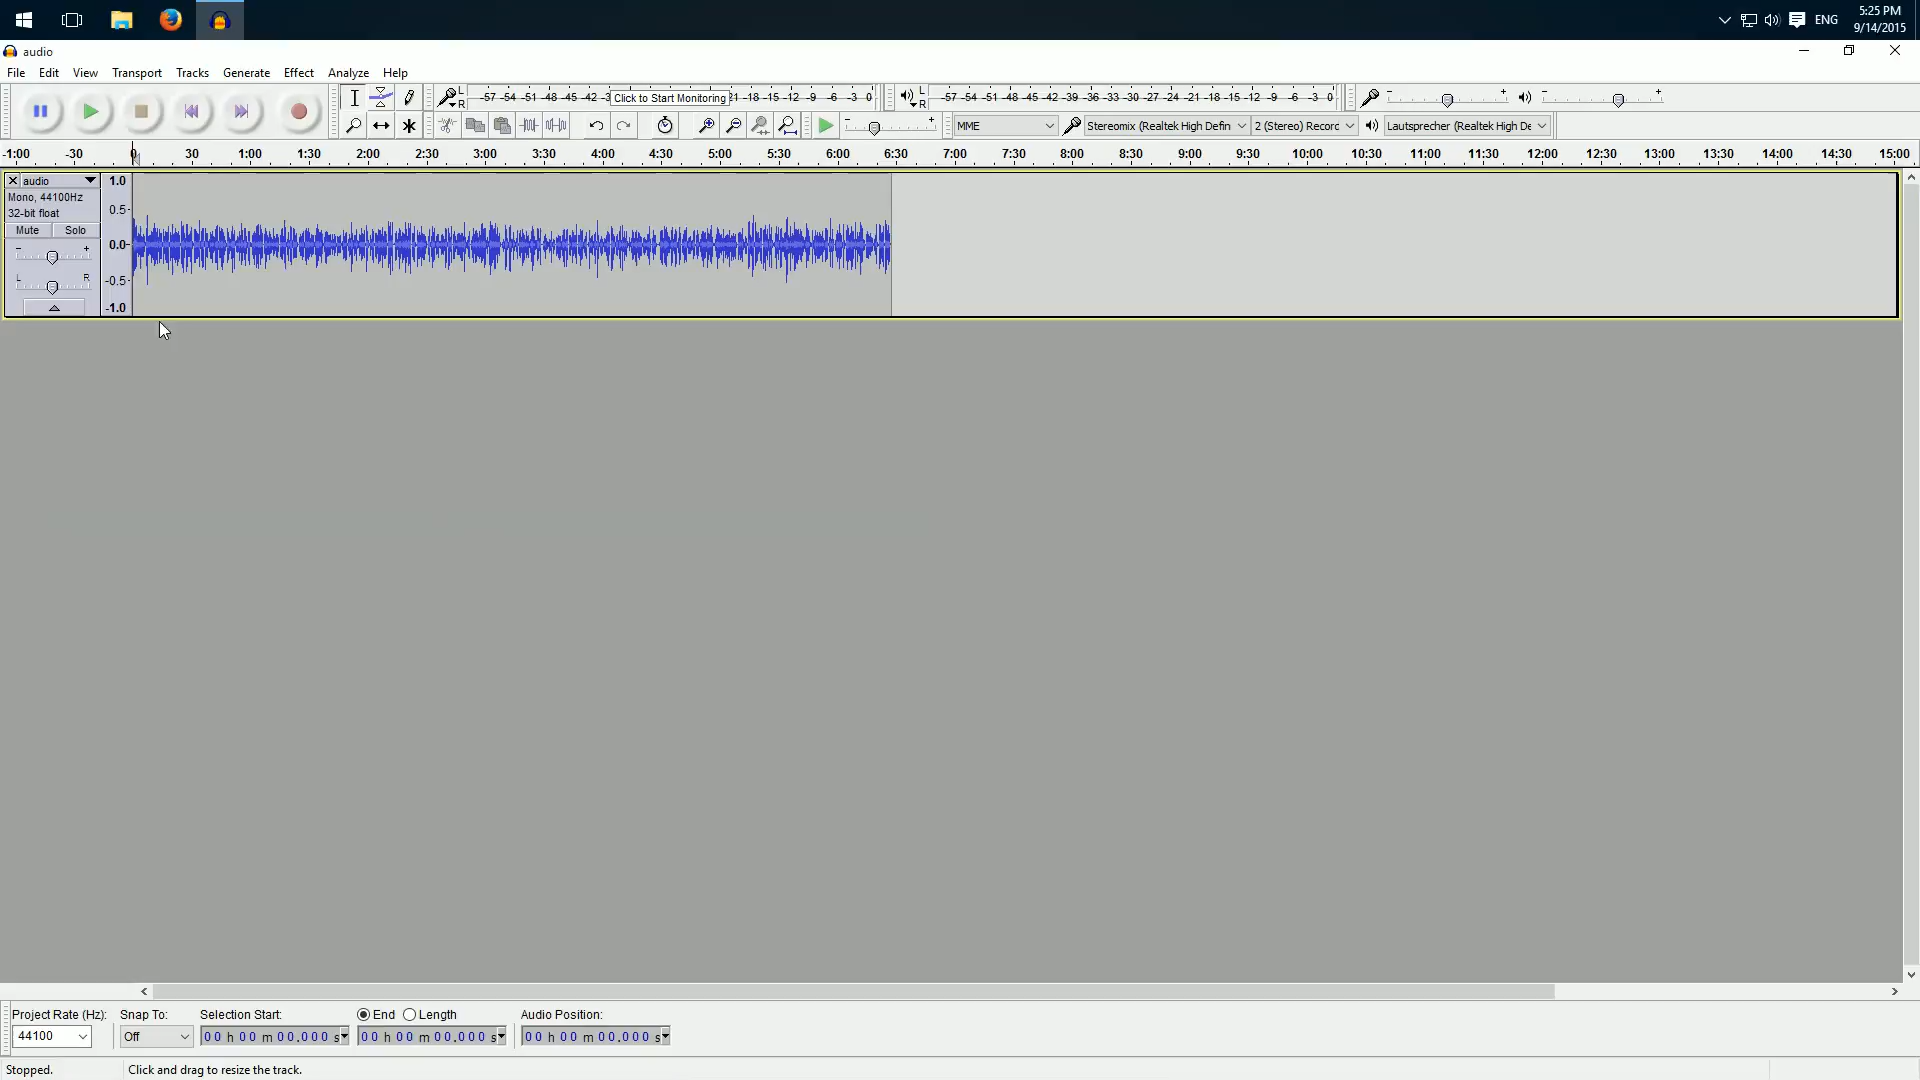 ENG
5:25 PM
9/14/2015
audio
File Edit View Transport Tracks Generate Effect Analyze Help
L
R
-57 -54 -51 -48 -45 -42 -3 Click to Start Monitoring 21 -18 -15 -12 -9 -6 -3 0
L
R
-57 -54 -51 -48 -45 -42 -39 -36 -33 -30 -27 -24 -21 -18 -15 -12 -9 -6 -3 0
MME
Stereomix (Realtek High Defin
2 (Stereo) Recorc
Lautsprecher (Realtek High De
-1:00 -30 0 30 1:00 1:30 2:00 2:30 3:00 3:30 4:00 4:30 5:00 5:30 6:00 6:30 7:00 7:30 8:00 8:30 9:00 9:30 10:00 10:30 11:00 11:30 12:00 12:30 13:00 13:30 14:00 14:30 15:00
audio
Mono, 44100Hz
32-bit float
Mute Solo
- +
L R
1.0
0.5
0.0
-0.5
-1.0
Project Rate (Hz): Snap To: Selection Start: End Length Audio Position:
44100 Off 00 h 00 m 00.000 s 00 h 00 m 00.000 s 00 h 00 m 00.000 s
Stopped. Click and drag to resize the track.